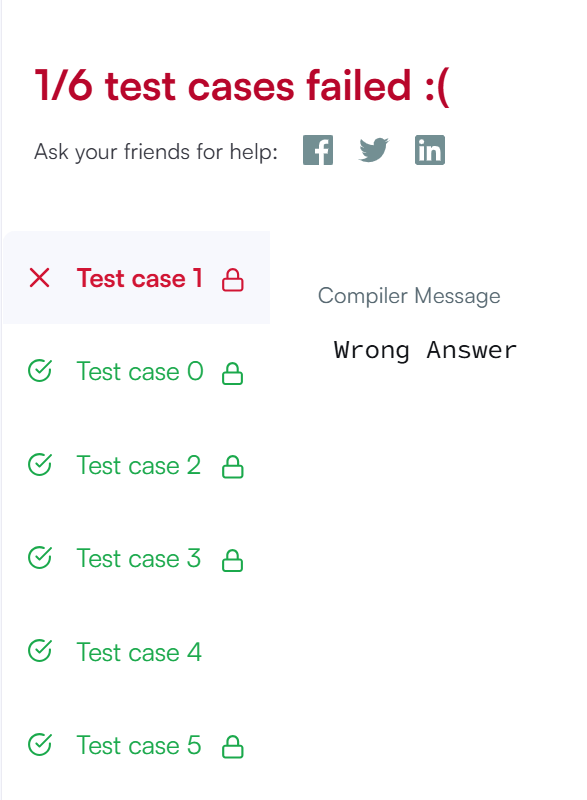 1/6 test cases failed :(
Ask your friends for help:
Test case 1
Compiler Message
Wrong Answer
Test case 0
Test case 2
Test case 3
Test case 4
Test case 5